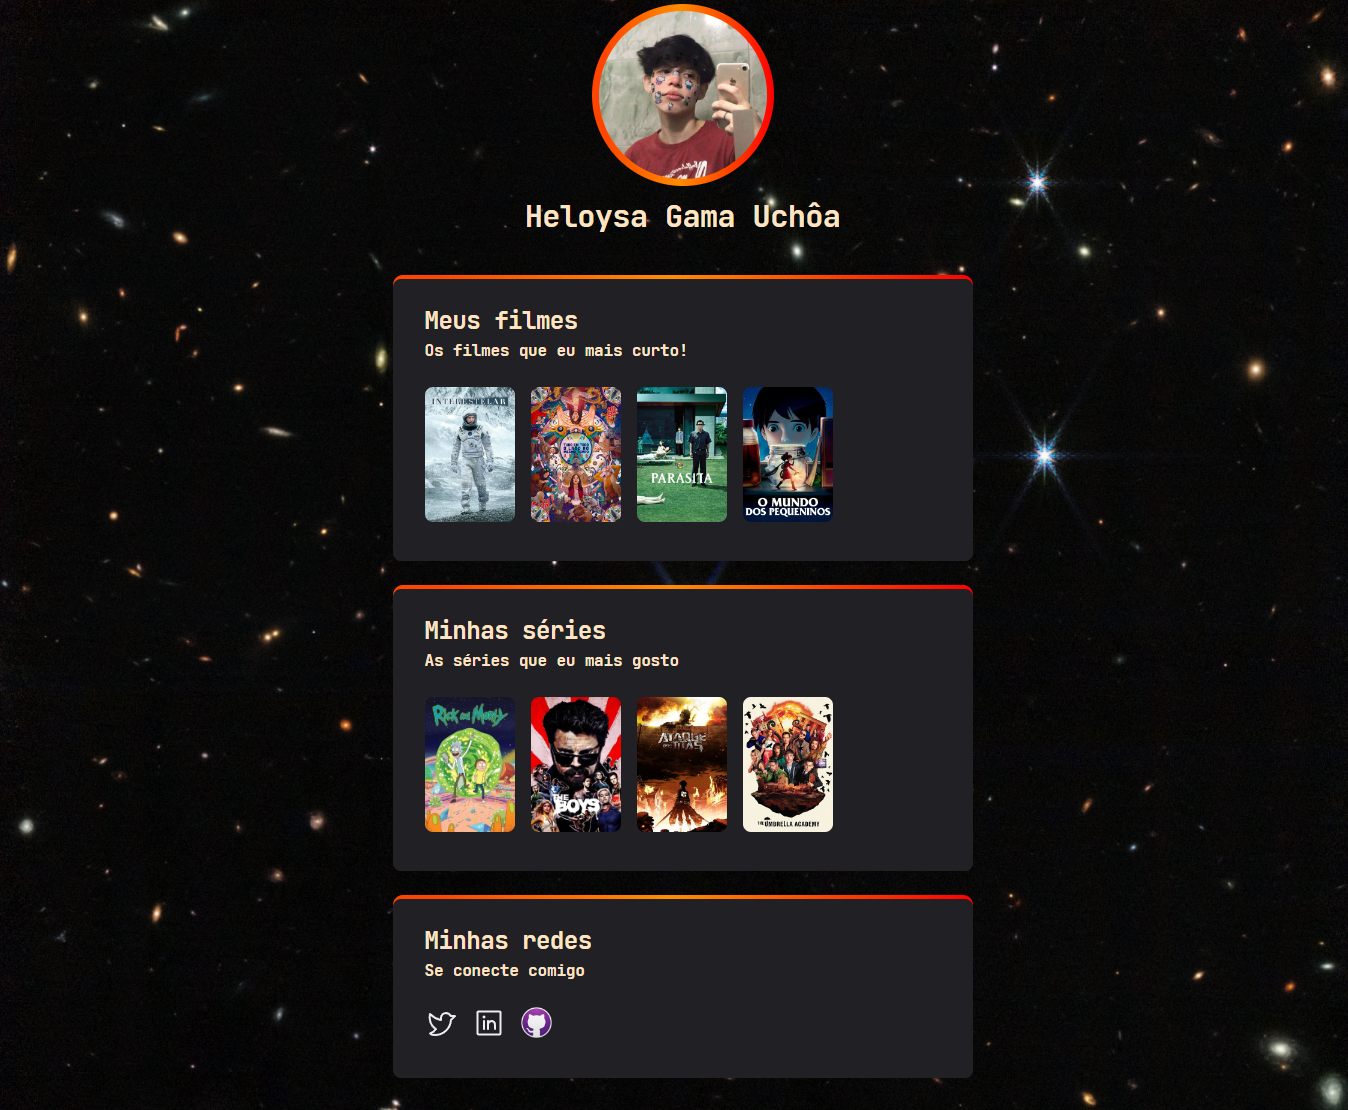 Heloysa Gama Uchôa
Meus filmes
Os filmes que eu mais curto!
INTERESTELAR
PARASITA
O MUNDO
DOS PEQUENINOS
Minhas séries
As séries que eu mais gosto
Rick and Morty
THE
BOYS
ATAQUE
DOS TITÃS
THE UMBRELLA ACADEMY
Minhas redes
Se conecte comigo
in